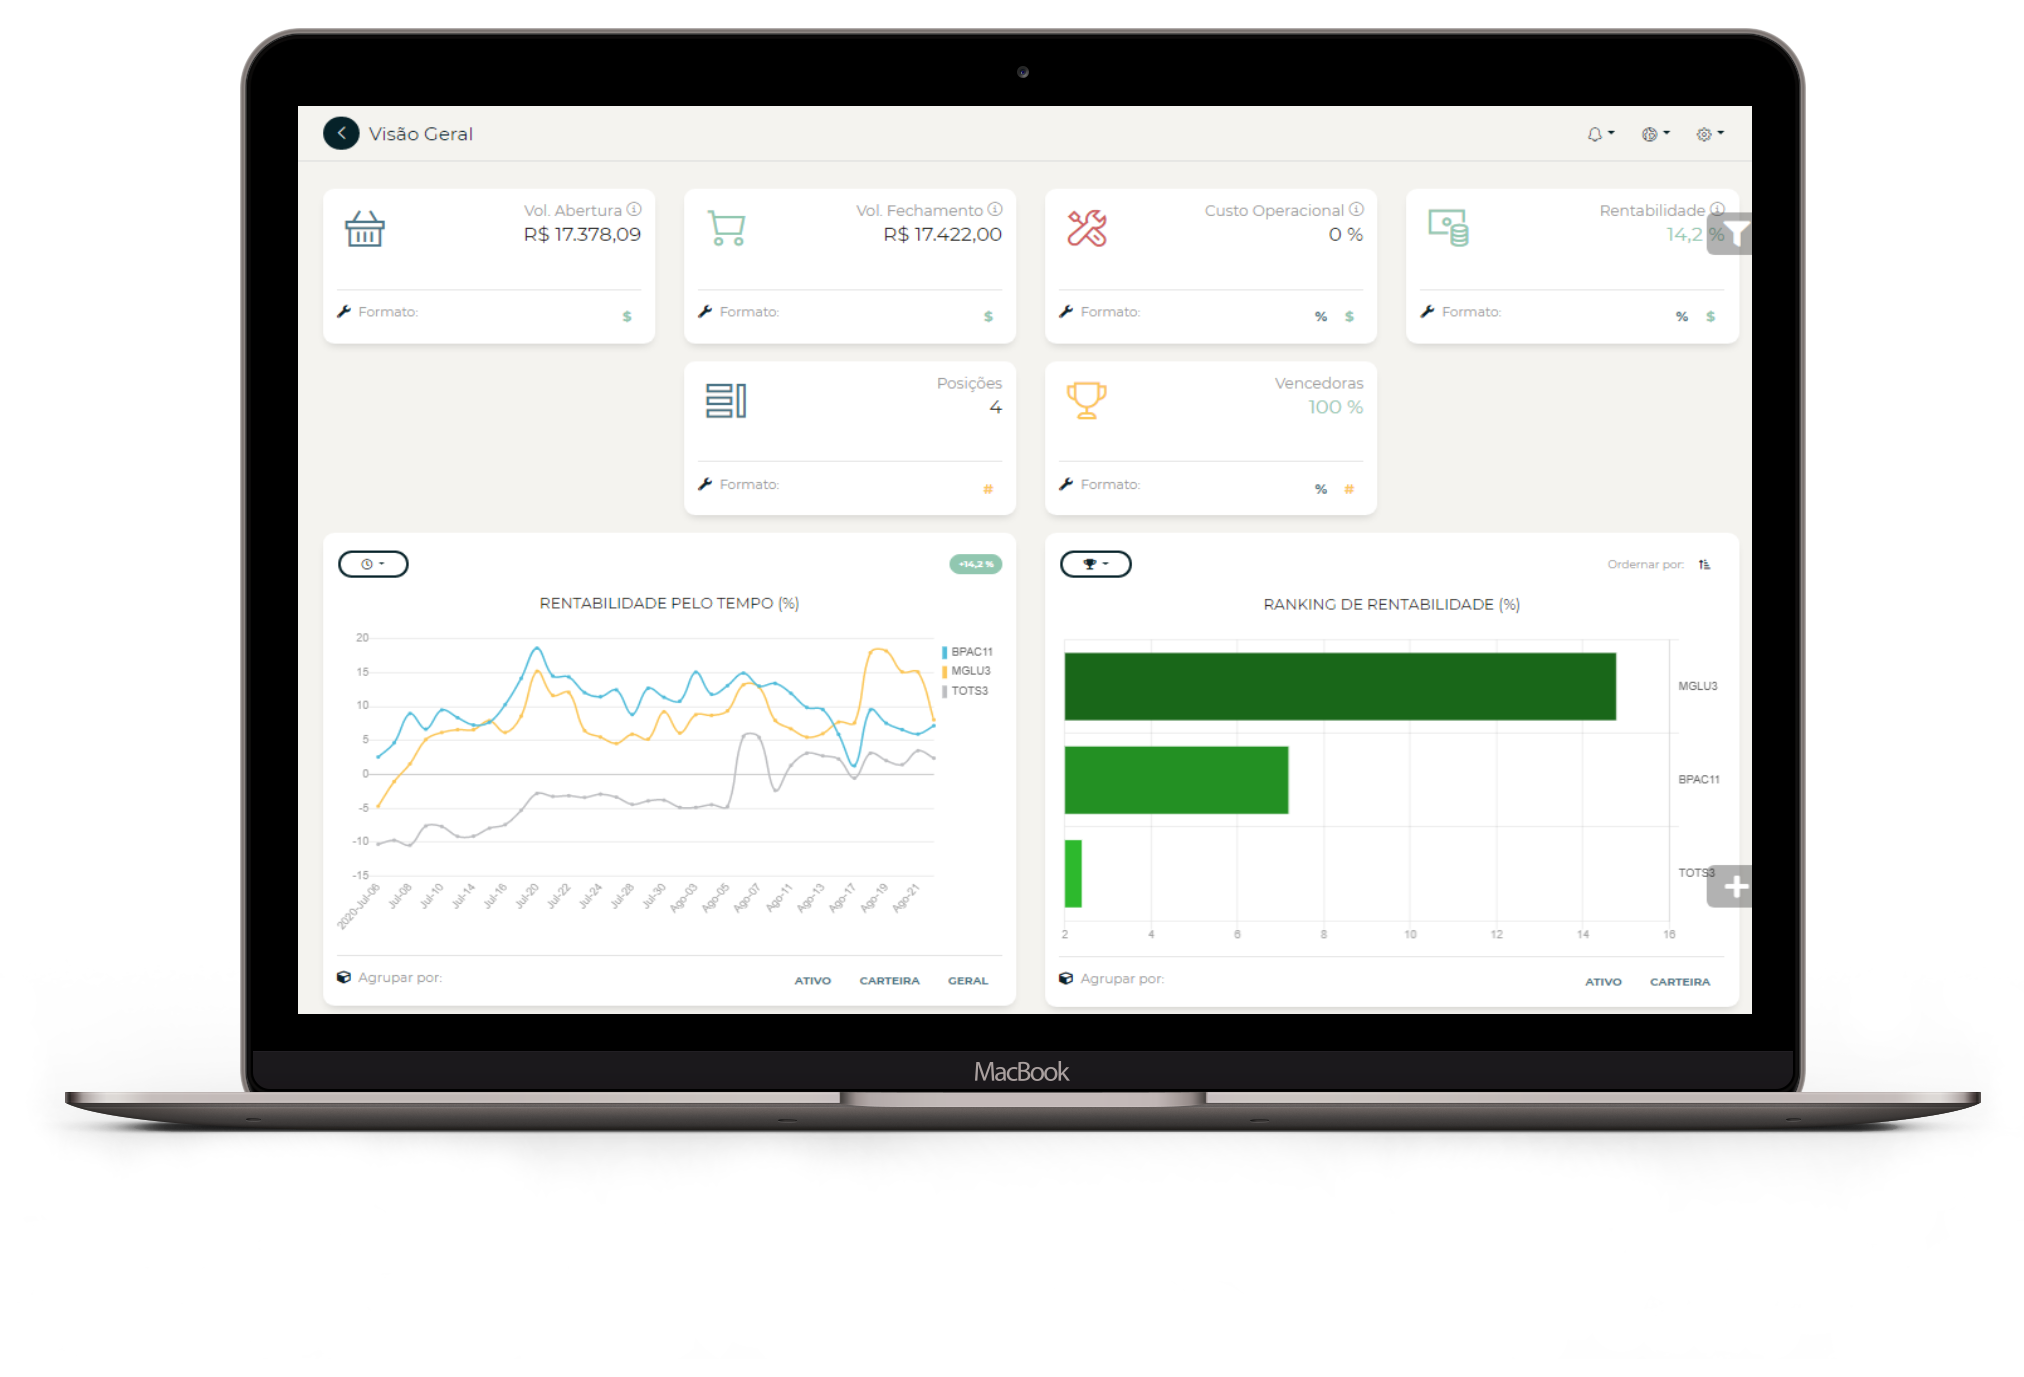 Visão Geral
Vol. Abertura
R$ 17.378,09
Formato:
$
Vol. Fechamento
R$ 17.422,00
Formato:
$
Custo Operacional
0 %
Formato:
% $
Rentabilidade
14,2 %
Formato:
% $
Posições
4
Formato:
#
Vencedoras
100 %
Formato:
% #
+14,2 %
RENTABILIDADE PELO TEMPO (%)
20
15
10
5
0
-5
-10
-15
BPAC11
MGLU3
TOTS3
2020-Jul-06 Jul-08 Jul-10 Jul-14 Jul-16 Jul-20 Jul-22 Jul-24 Jul-28 Jul-30 Ago-03 Ago-05 Ago-07 Ago-11 Ago-13 Ago-17 Ago-19 Ago-21
Agrupar por:
ATIVO CARTEIRA GERAL
Ordernar por:
RANKING DE RENTABILIDADE (%)
MGLU3
BPAC11
TOTS3
2 4 6 8 10 12 14 16
Agrupar por:
ATIVO CARTEIRA
MacBook